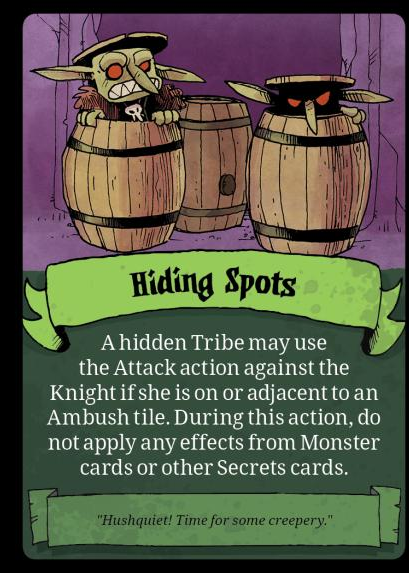 Hiding Spots
A hidden Tribe may use
the Attack action against the
Knight if she is on or adjacent to an
Ambush tile. During this action, do
not apply any effects from Monster
cards or other Secrets cards.
"Hushquiet! Time for some creepery."